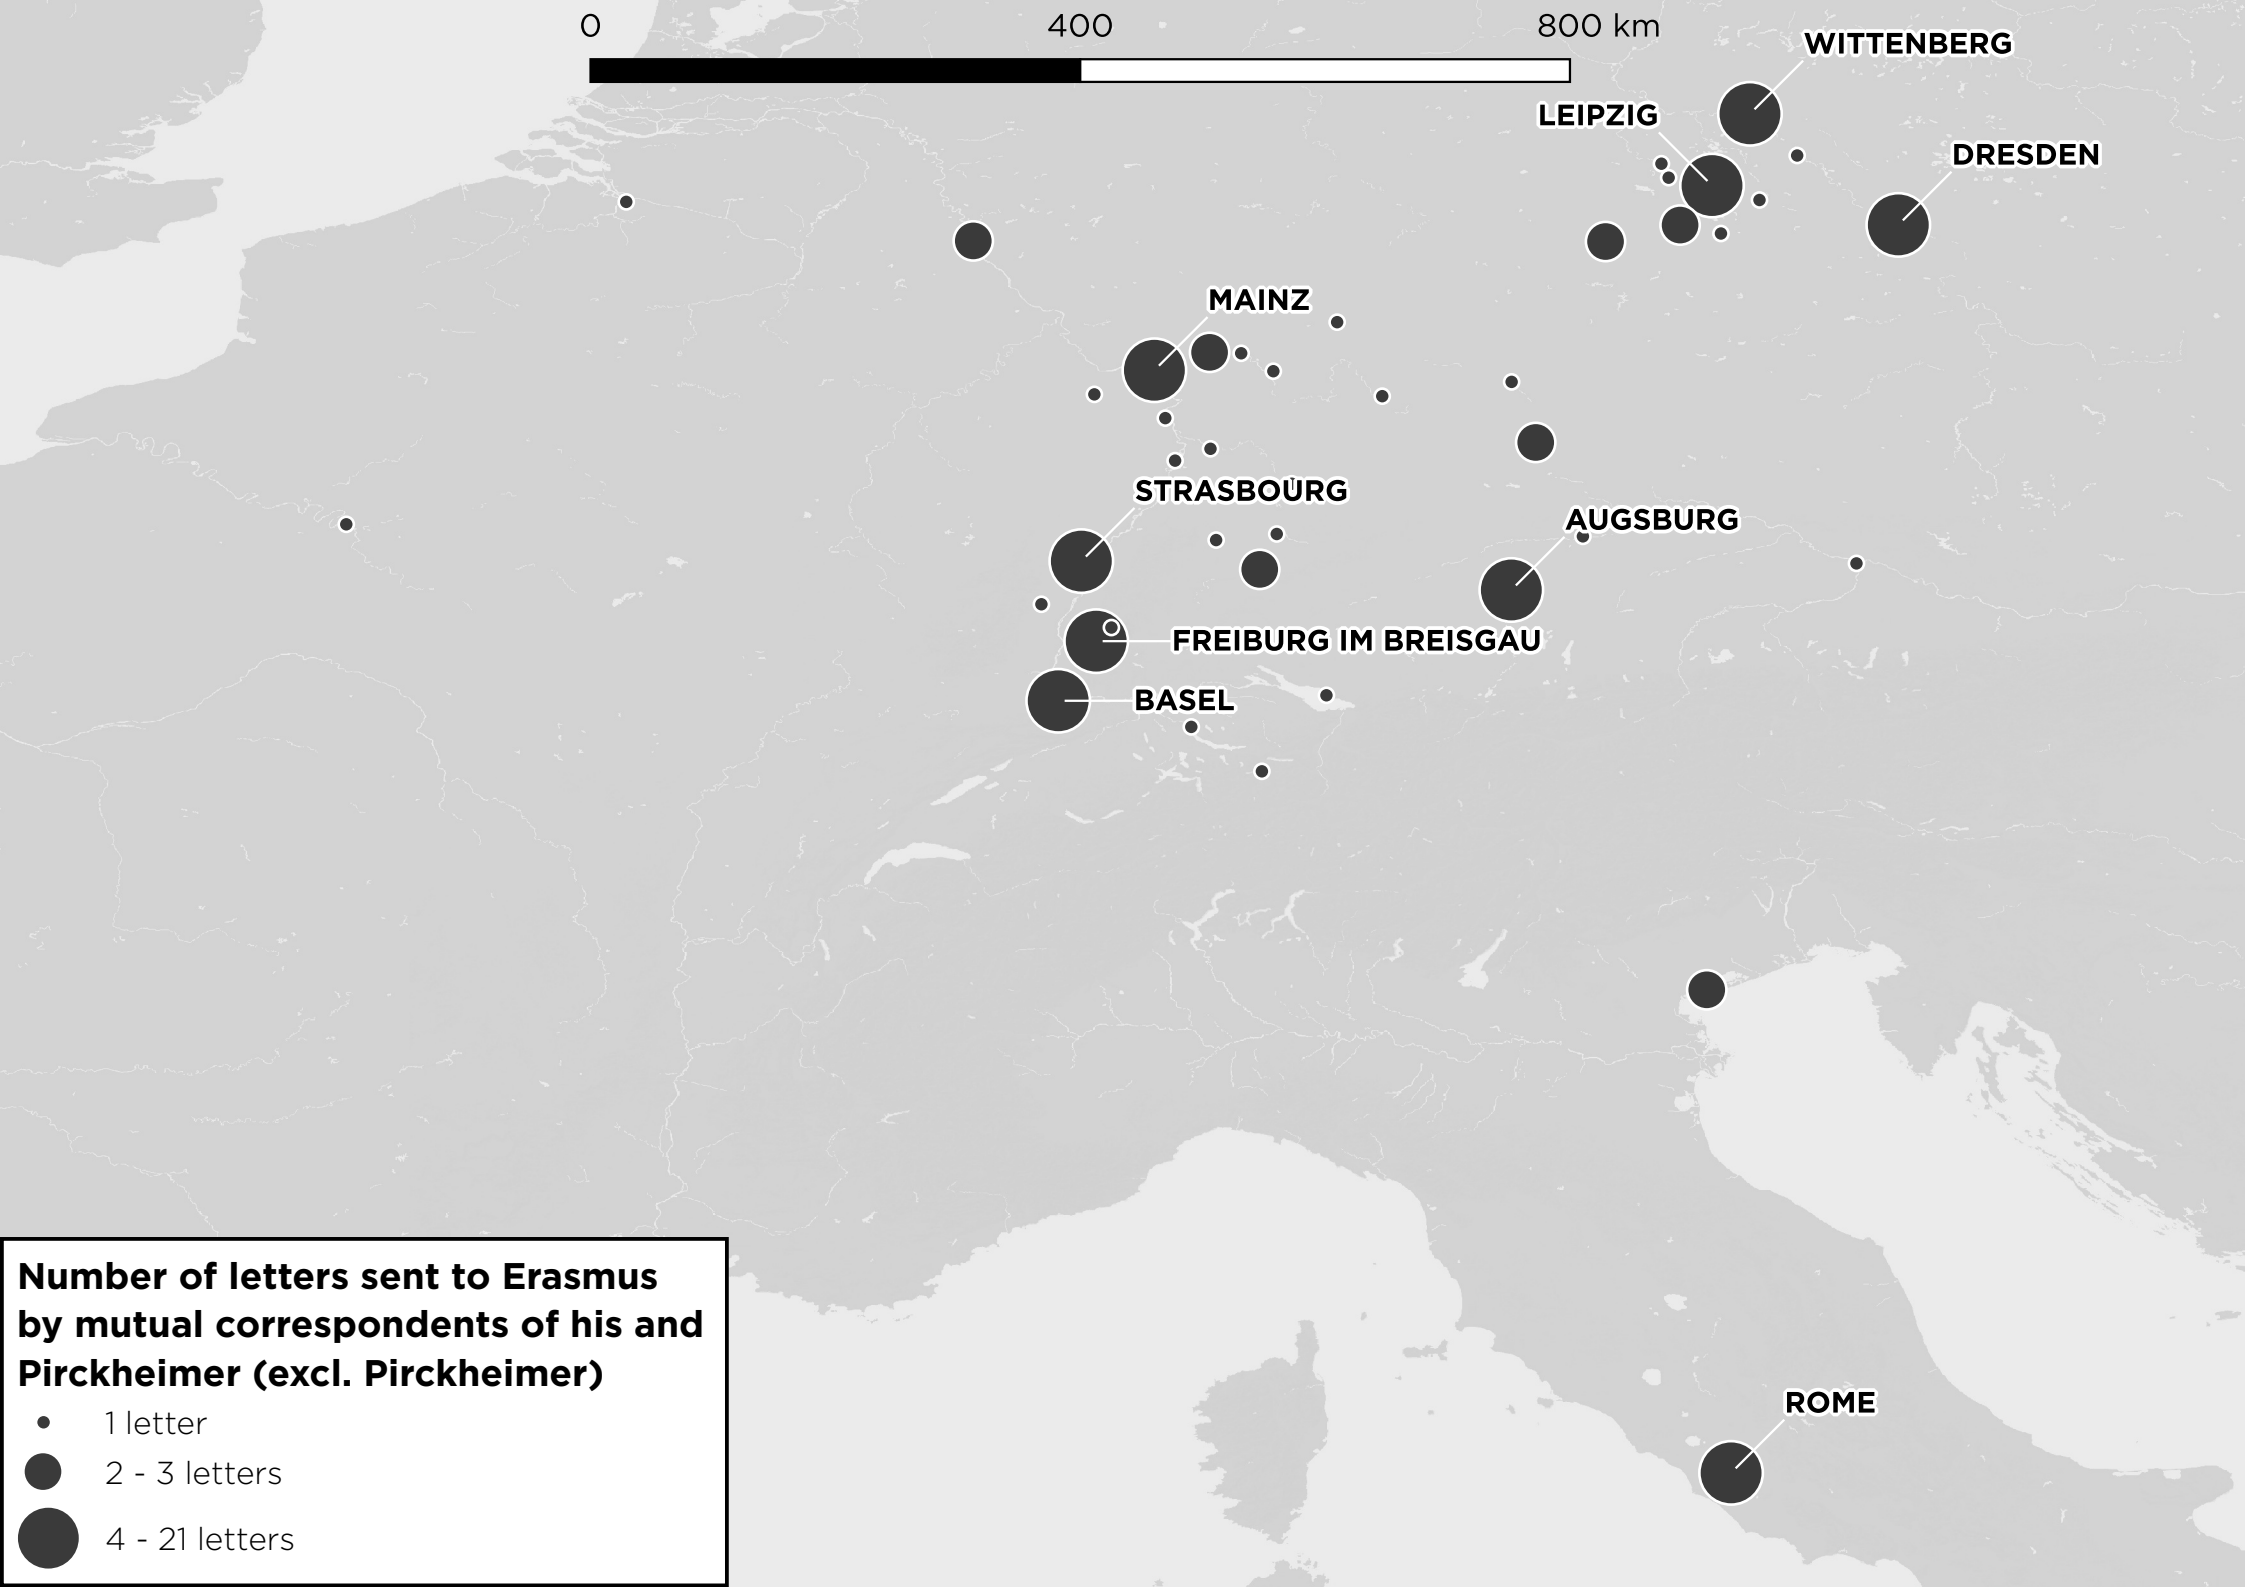 0 400 800 km
WITTENBERG
LEIPZIG
DRESDEN
MAINZ
STRASBOURG
AUGSBURG
FREIBURG IM BREISGAU
BASEL
ROME
Number of letters sent to Erasmus
by mutual correspondents of his and
Pirckheimer (excl. Pirckheimer)
1 letter
2 - 3 letters
4 - 21 letters